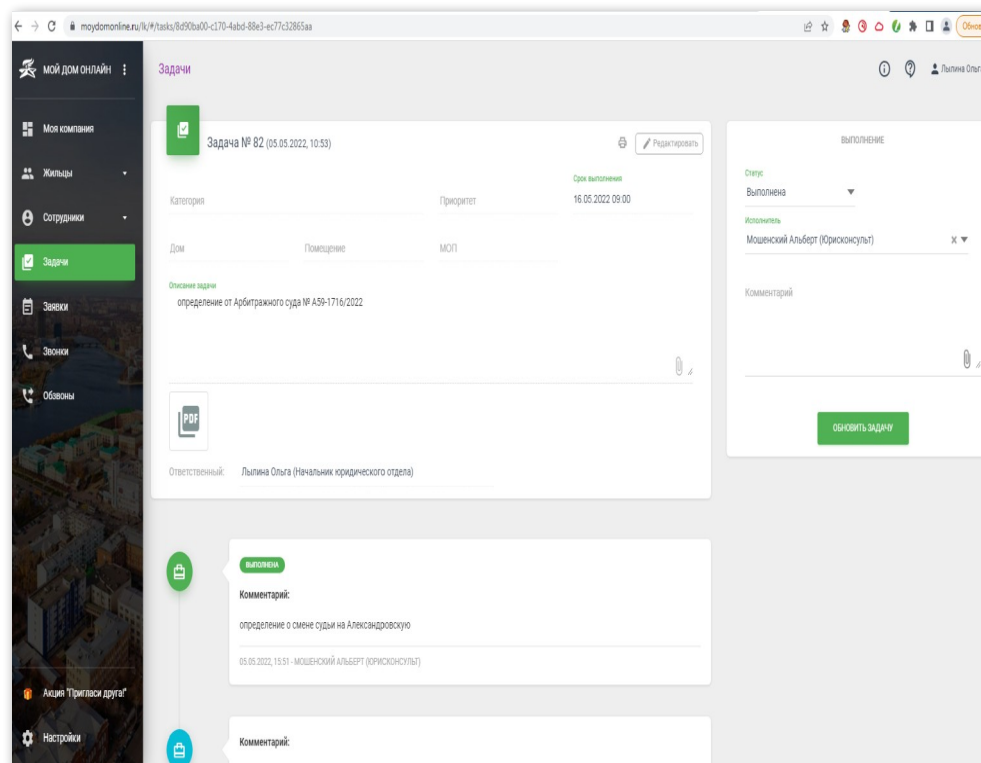 moydomonline.ru/lk/#/tasks/8d90ba00-c170-4abd-88e3-ec77c32865aa
МОЙ ДОМ ОНЛАЙН
Задачи
Лылина
Моя компания
Жильцы
Сотрудники
Задачи
Заявки
Звонки
Обзвоны
Акция "Пригласи друга!"
Настройки
Задача № 82 (05.05.2022, 10:53)
Редактировать
Срок выполнения
Категория
Приоритет
16.05.2022 09:00
Дом
Помещение
МОП
Описание задачи
определение от Арбитражного суда № А59-1716/2022
PDF
Ответственный: Лылина Ольга (Начальник юридического отдела)
ВЫПОЛНЕНИЕ
Статус
Выполнена
Исполнитель
Мошенский Альберт (Юрисконсульт)
Комментарий
ОБНОВИТЬ ЗАДАЧУ
ВЫПОЛНЕНА
Комментарий:
определение о смене судьи на Александровскую
05.05.2022, 15:51 - МОШЕНСКИЙ АЛЬБЕРТ (ЮРИСКОНСУЛЬТ)
Комментарий: